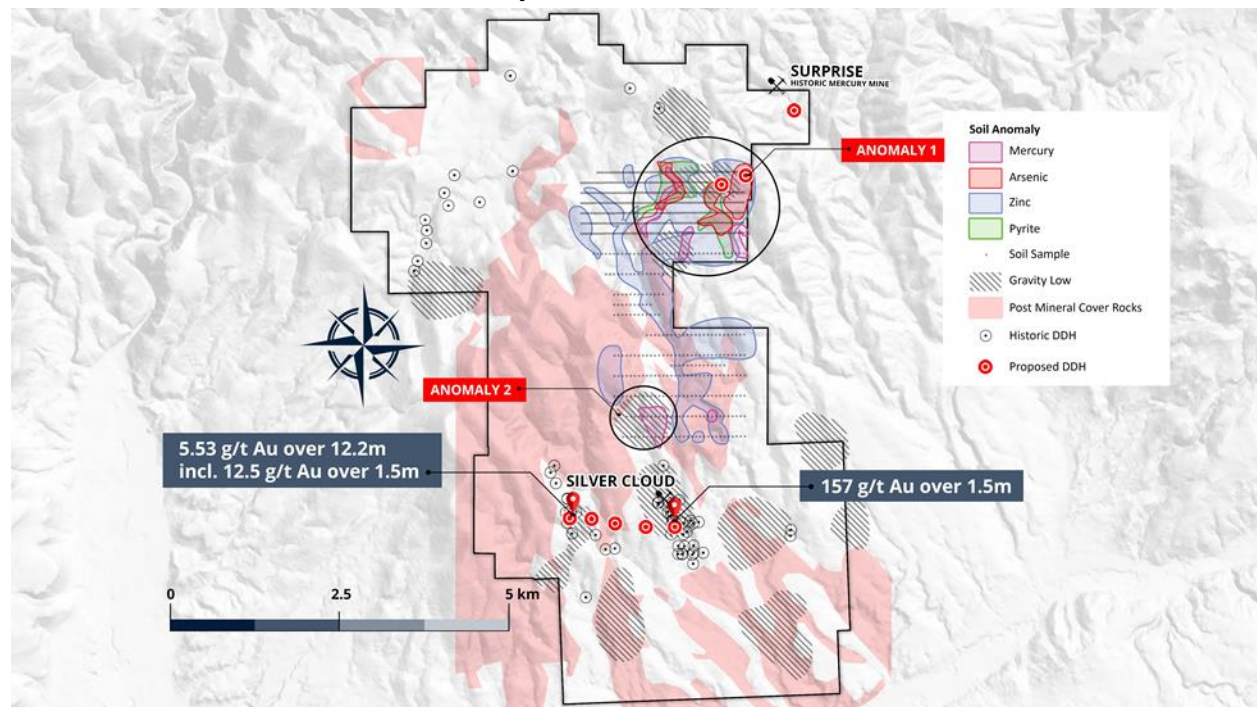 SURPRISE
HISTORIC MERCURY MINE
ANOMALY 1
Soil Anomaly
Mercury
Arsenic
Zinc
Pyrite
Soil Sample
Gravity Low
Post Mineral Cover Rocks
Historic DDH
Proposed DDH
ANOMALY 2
5.53 g/t Au over 12.2m
incl. 12.5 g/t Au over 1.5m
SILVER CLOUD
157 g/t Au over 1.5m
0 2.5 5 km